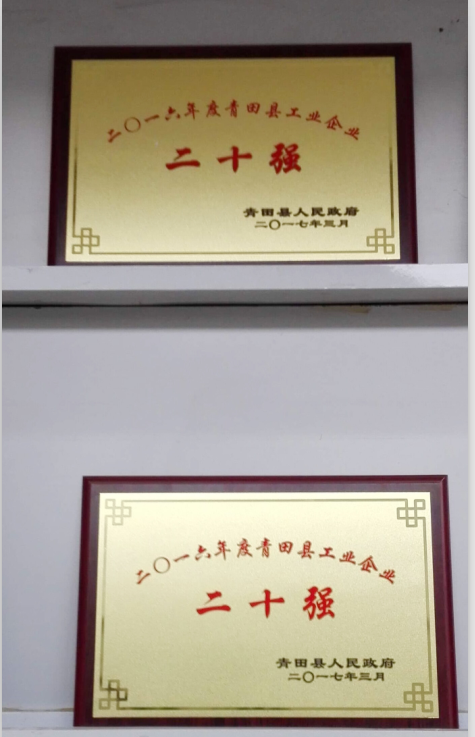 二〇一六年度青田县工业企业
二十强
青田县人民政府
二〇一七年三月
二〇一六年度青田县工业企业
二十强
青田县人民政府
二〇一七年三月